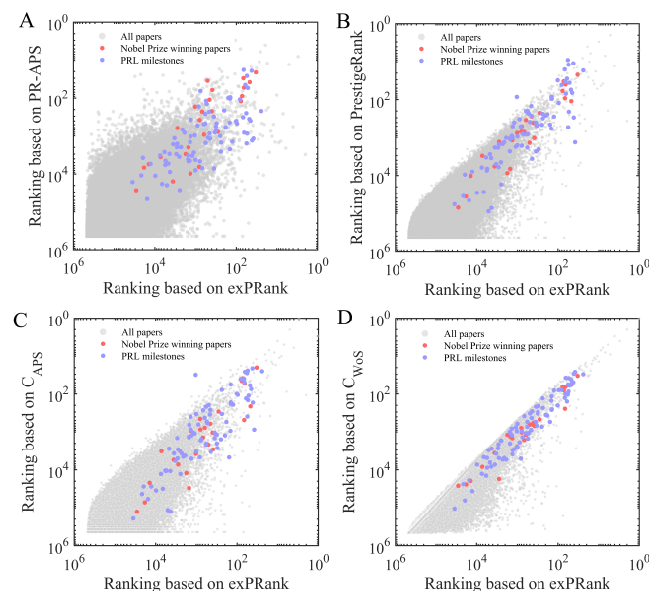 A
10^0
10^2
10^4
10^6
Ranking based on PR-APS
All papers
Nobel Prize winning papers
PRL milestones
10^6
10^4
10^2
10^0
Ranking based on exPRank
B
10^0
10^2
10^4
10^6
Ranking based on PrestigeRank
All papers
Nobel Prize winning papers
PRL milestones
10^6
10^4
10^2
10^0
Ranking based on exPRank
C
10^0
10^2
10^4
10^6
Ranking based on C_APS
All papers
Nobel Prize winning papers
PRL milestones
10^6
10^4
10^2
10^0
Ranking based on exPRank
D
10^0
10^2
10^4
10^6
Ranking based on C_WoS
All papers
Nobel Prize winning papers
PRL milestones
10^6
10^4
10^2
10^0
Ranking based on exPRank